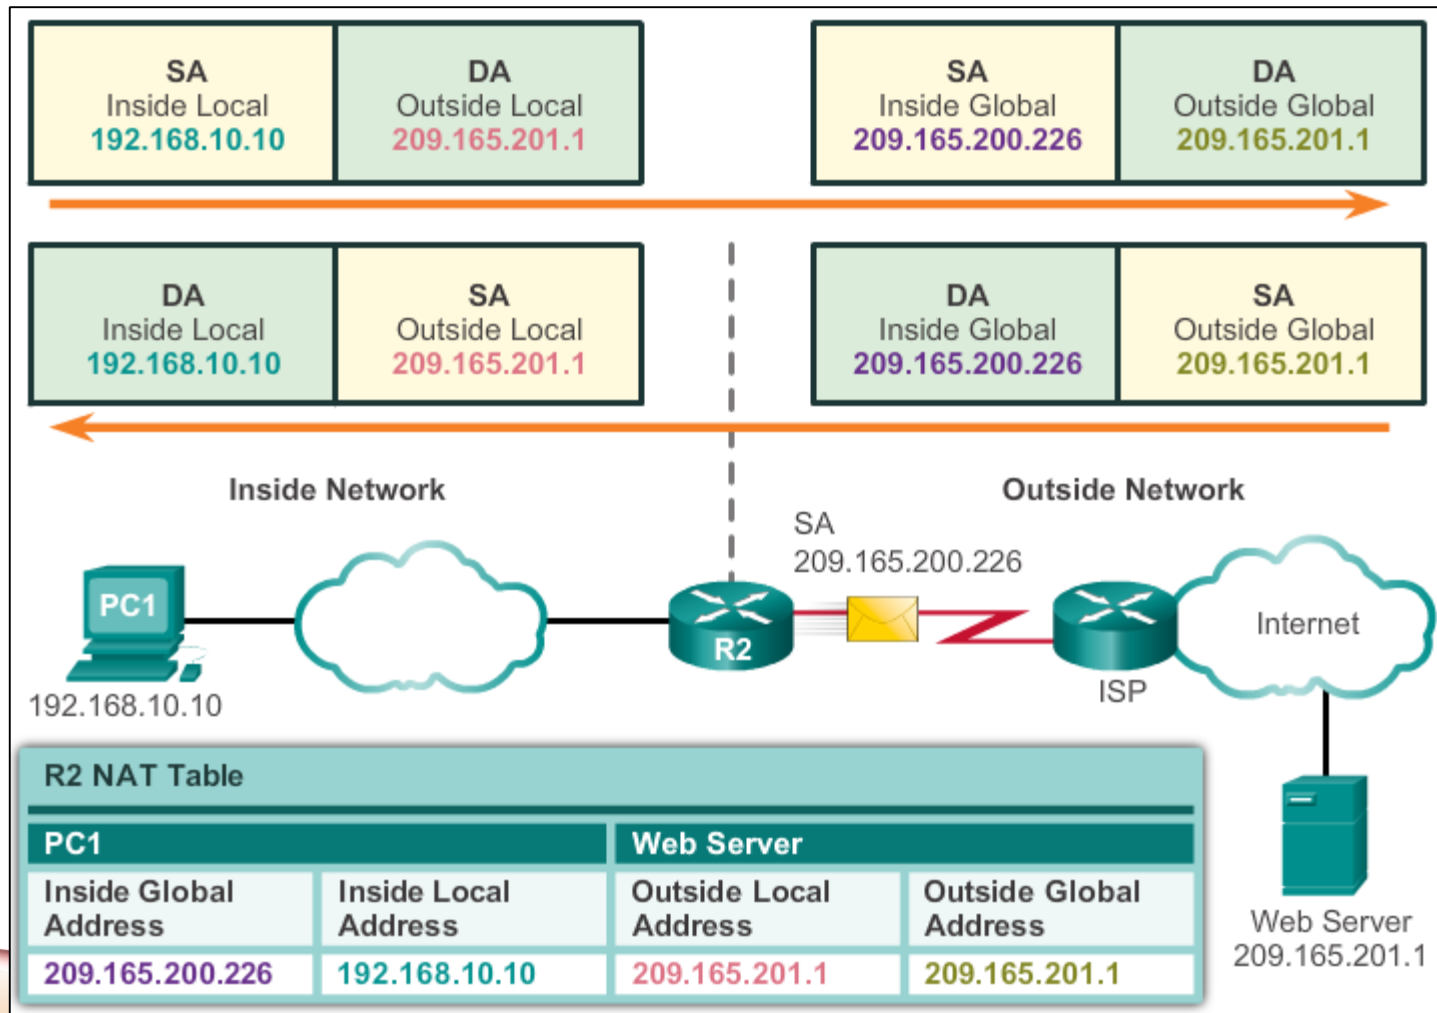 SA
Inside Local
192.168.10.10
DA
Outside Local
209.165.201.1
SA
Inside Global
209.165.200.226
DA
Outside Global
209.165.201.1
DA
Inside Local
192.168.10.10
SA
Outside Local
209.165.201.1
DA
Inside Global
209.165.200.226
SA
Outside Global
209.165.201.1
Inside Network
Outside Network
SA
209.165.200.226
PC1
192.168.10.10
R2
ISP
Internet
Web Server
209.165.201.1
R2 NAT Table
PC1
Web Server
Inside Global
Address
Inside Local
Address
Outside Local
Address
Outside Global
Address
209.165.200.226
192.168.10.10
209.165.201.1
209.165.201.1